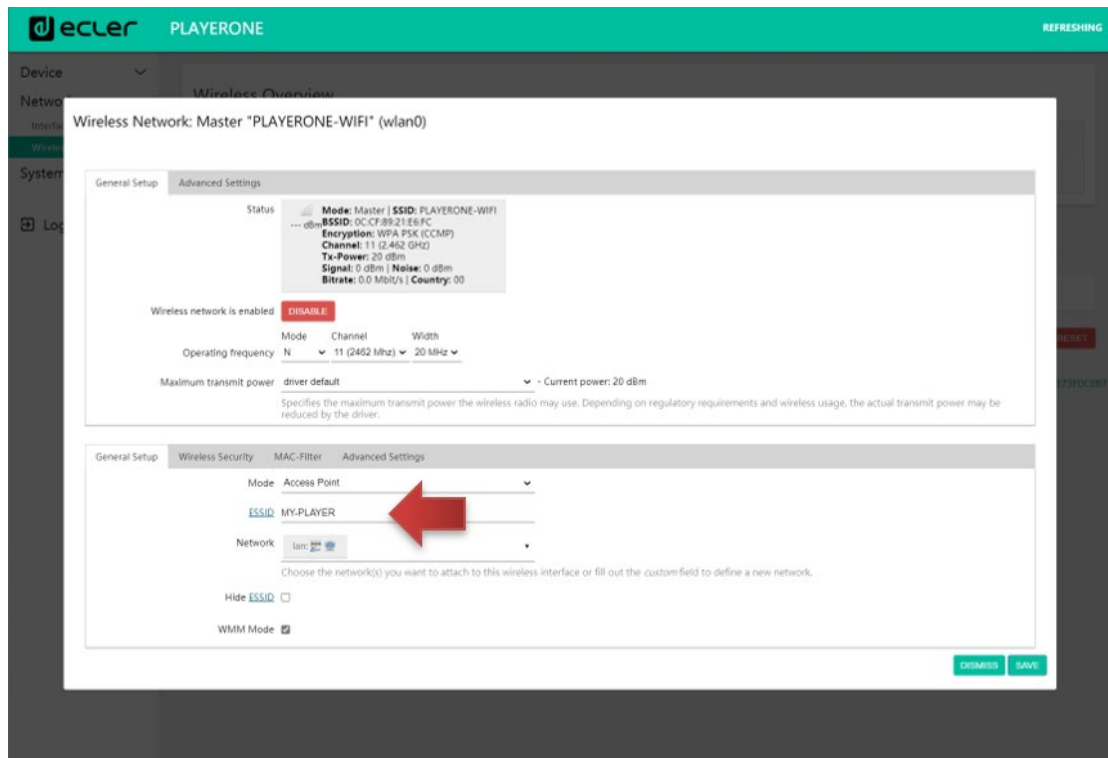 ecler PLAYERONE REFRESHING
Device
Wireless Overview
Netwo
Interfa
Wireles
System
Log
RESET
Wireless Network: Master "PLAYERONE-WIFI" (wlan0)
General Setup Advanced Settings
Status
Mode: Master | SSID: PLAYERONE-WIFI
--- dBm BSSID: 0C:CF:89:21:E6:FC
Encryption: WPA PSK (CCMP)
Channel: 11 (2.462 GHz)
Tx-Power: 20 dBm
Signal: 0 dBm | Noise: 0 dBm
Bitrate: 0.0 Mbit/s | Country: 00
Wireless network is enabled DISABLE
Mode Channel Width
Operating frequency N 11 (2462 Mhz) 20 MHz
Maximum transmit power driver default - Current power: 20 dBm
Specifies the maximum transmit power the wireless radio may use. Depending on regulatory requirements and wireless usage, the actual transmit power may be
reduced by the driver.
General Setup Wireless Security MAC-Filter Advanced Settings
Mode Access Point
ESSID MY-PLAYER
Network lan:
Choose the network(s) you want to attach to this wireless interface or fill out the custom field to define a new network.
Hide ESSID
WMM Mode
DISMISS SAVE